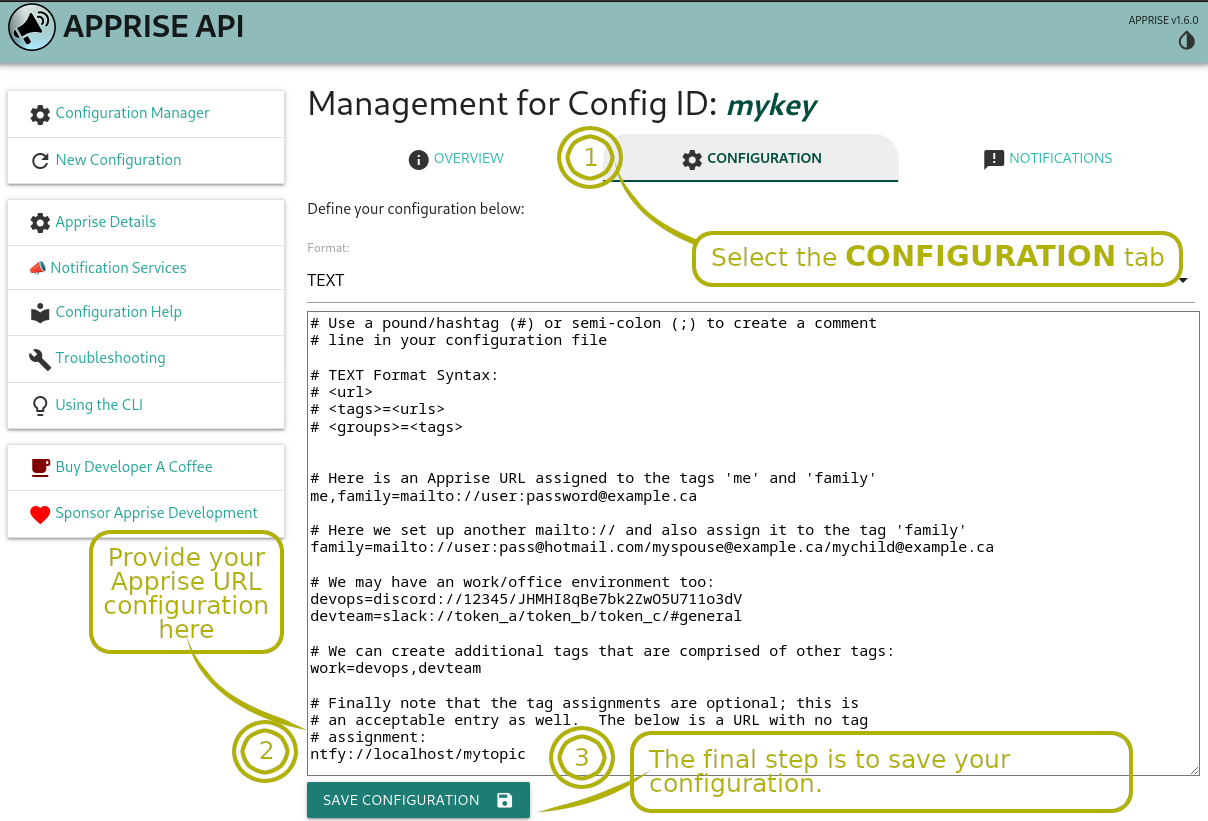 APPRISE API
APPRISE v1.6.0
Configuration Manager
New Configuration
Apprise Details
Notification Services
Configuration Help
Troubleshooting
Using the CLI
Buy Developer A Coffee
Sponsor Apprise Development
Management for Config ID: mykey
OVERVIEW
1
CONFIGURATION
NOTIFICATIONS
Define your configuration below:
Select the CONFIGURATION tab
Format:
TEXT
# Use a pound/hashtag (#) or semi-colon (;) to create a comment
# line in your configuration file
# TEXT Format Syntax:
# <url>
# <tags>=<urls>
# <groups>=<tags>
# Here is an Apprise URL assigned to the tags 'me' and 'family'
me,family=mailto://user:password@example.ca
# Here we set up another mailto:// and also assign it to the tag 'family'
family=mailto://user:pass@hotmail.com/myspouse@example.ca/mychild@example.ca
# We may have an work/office environment too:
devops=discord://12345/JHMHI8qBe7bk2ZwO5U711o3dV
devteam=slack://token_a/token_b/token_c/#general
# We can create additional tags that are comprised of other tags:
work=devops,devteam
# Finally note that the tag assignments are optional; this is
# an acceptable entry as well.  The below is a URL with no tag
# assignment:
ntfy://localhost/mytopic
Provide your
Apprise URL
configuration
here
2
3
The final step is to save your
configuration.
SAVE CONFIGURATION